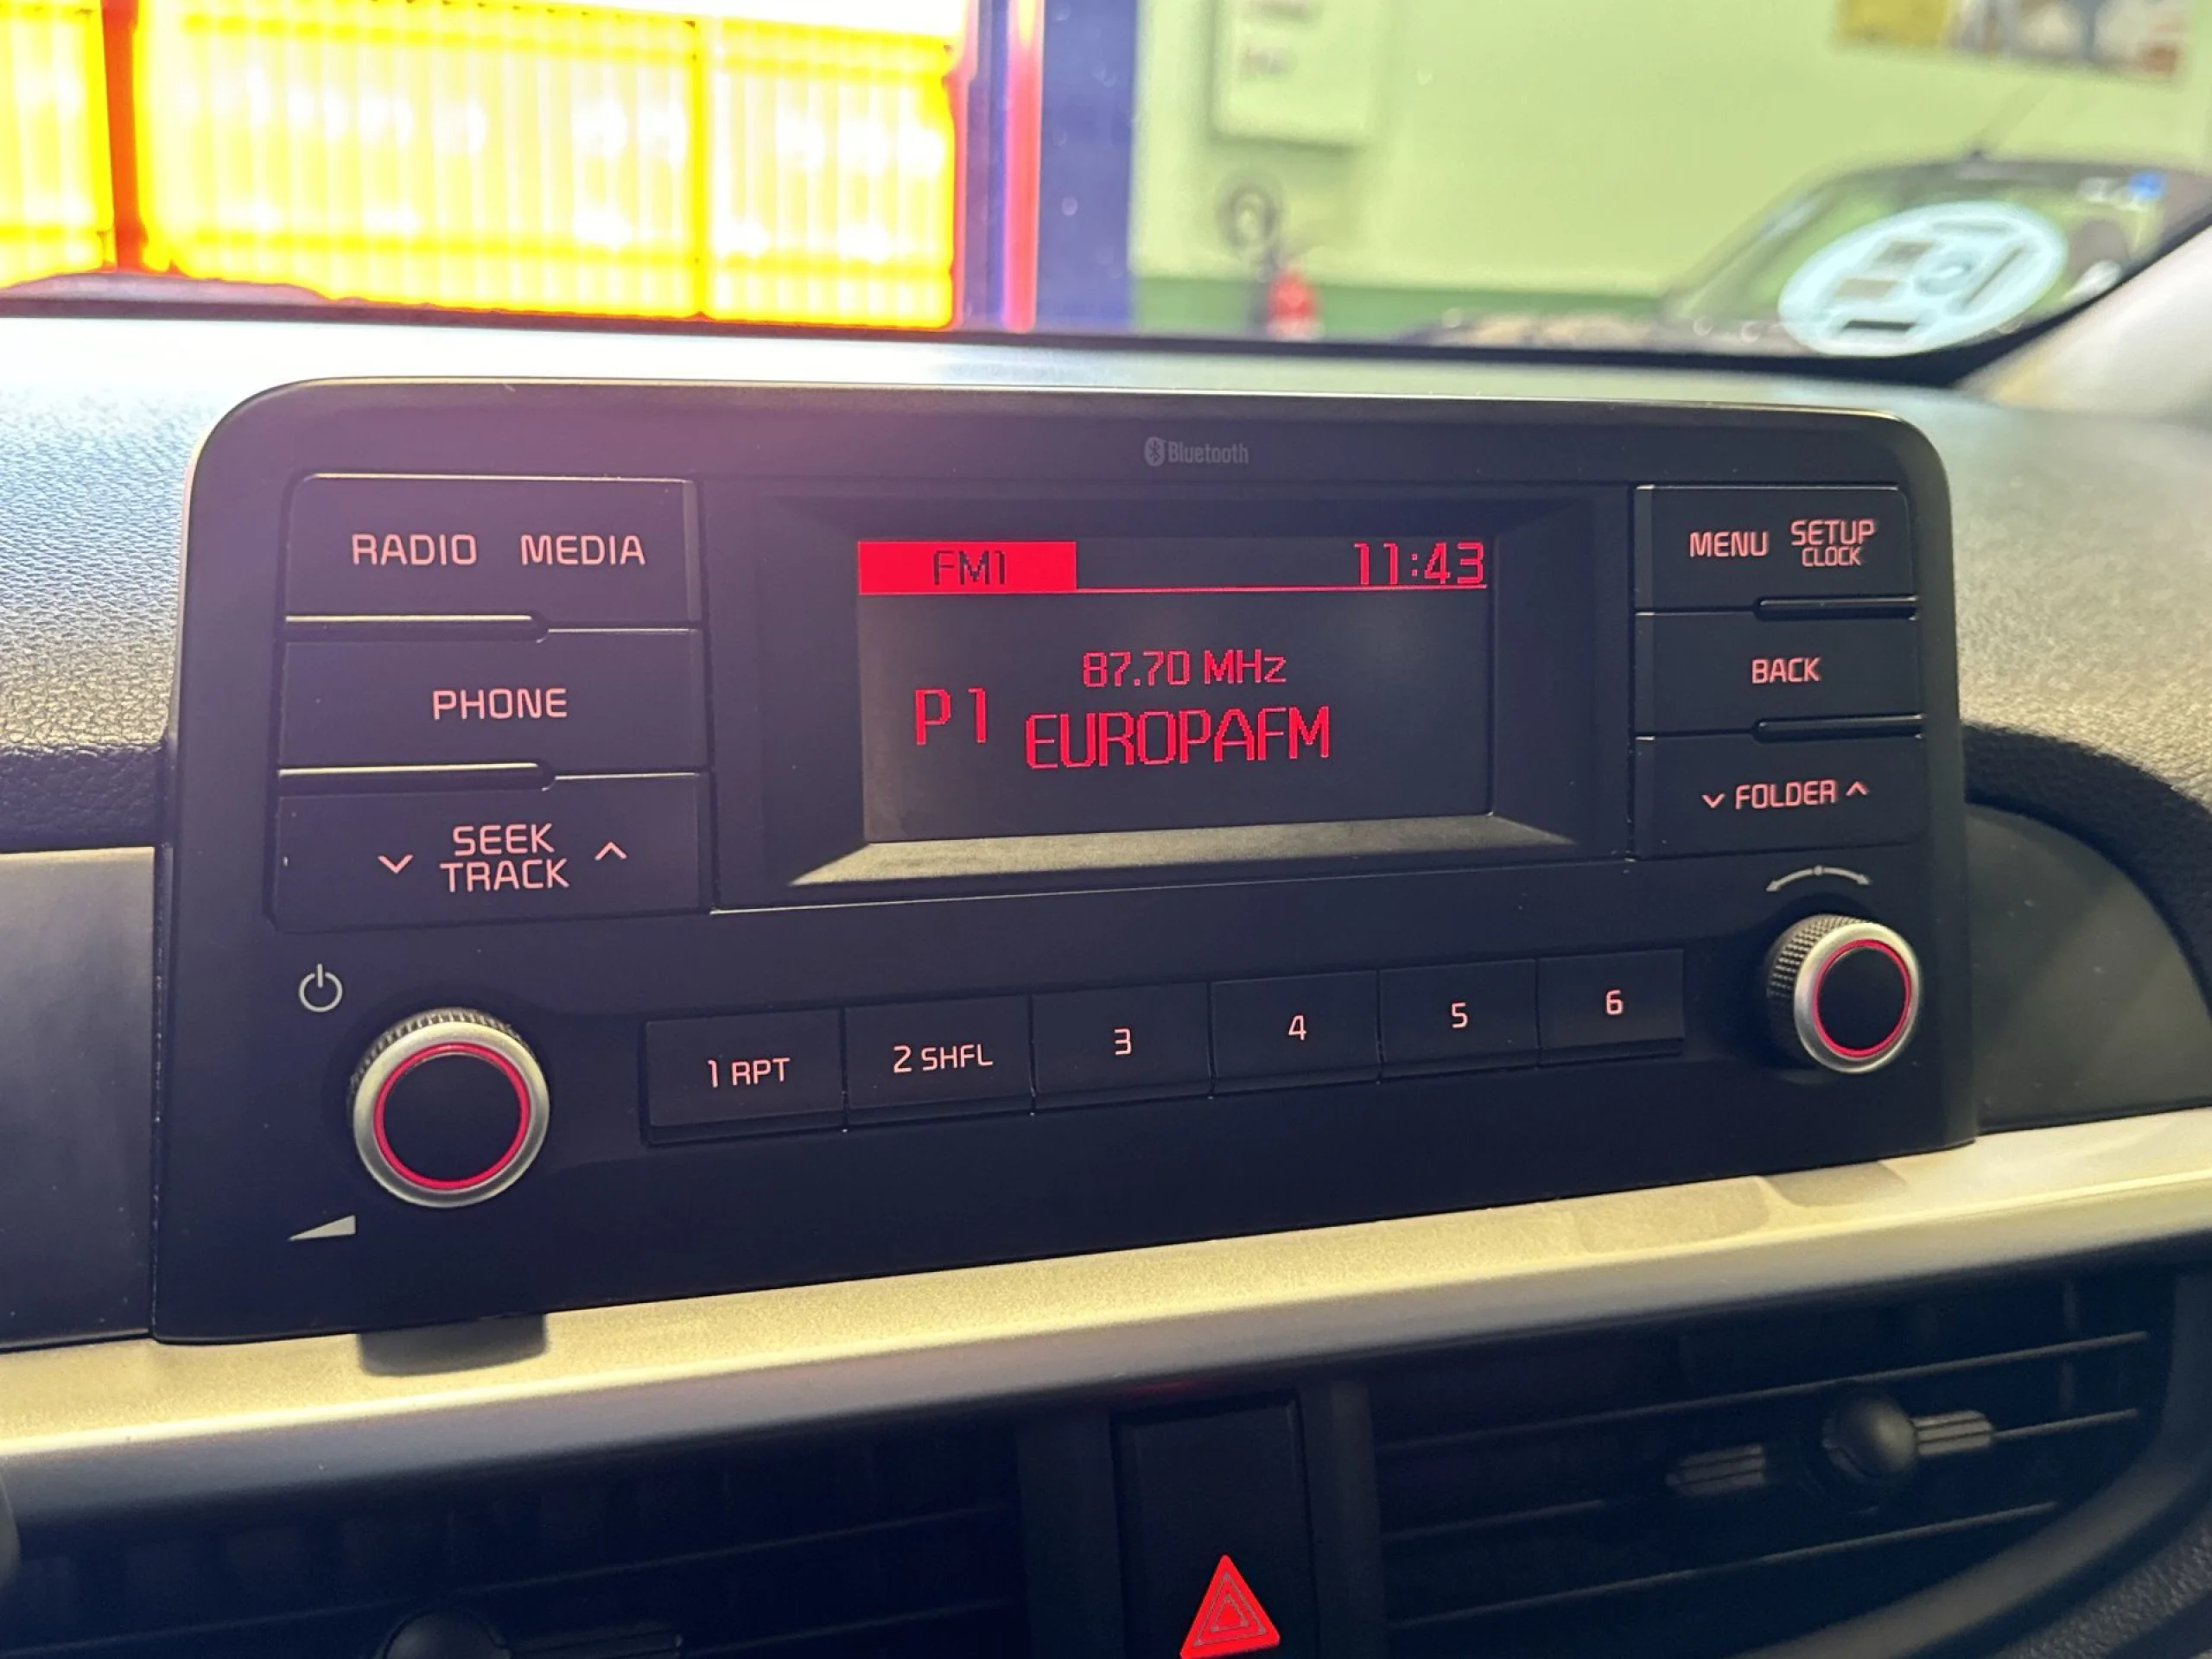 Bluetooth
RADIO MEDIA
PHONE
SEEK
TRACK
FM1 11:43
87.70 MHz
P1 EUROPAFM
MENU SETUP
CLOCK
BACK
FOLDER
1 RPT 2 SHFL 3 4 5 6